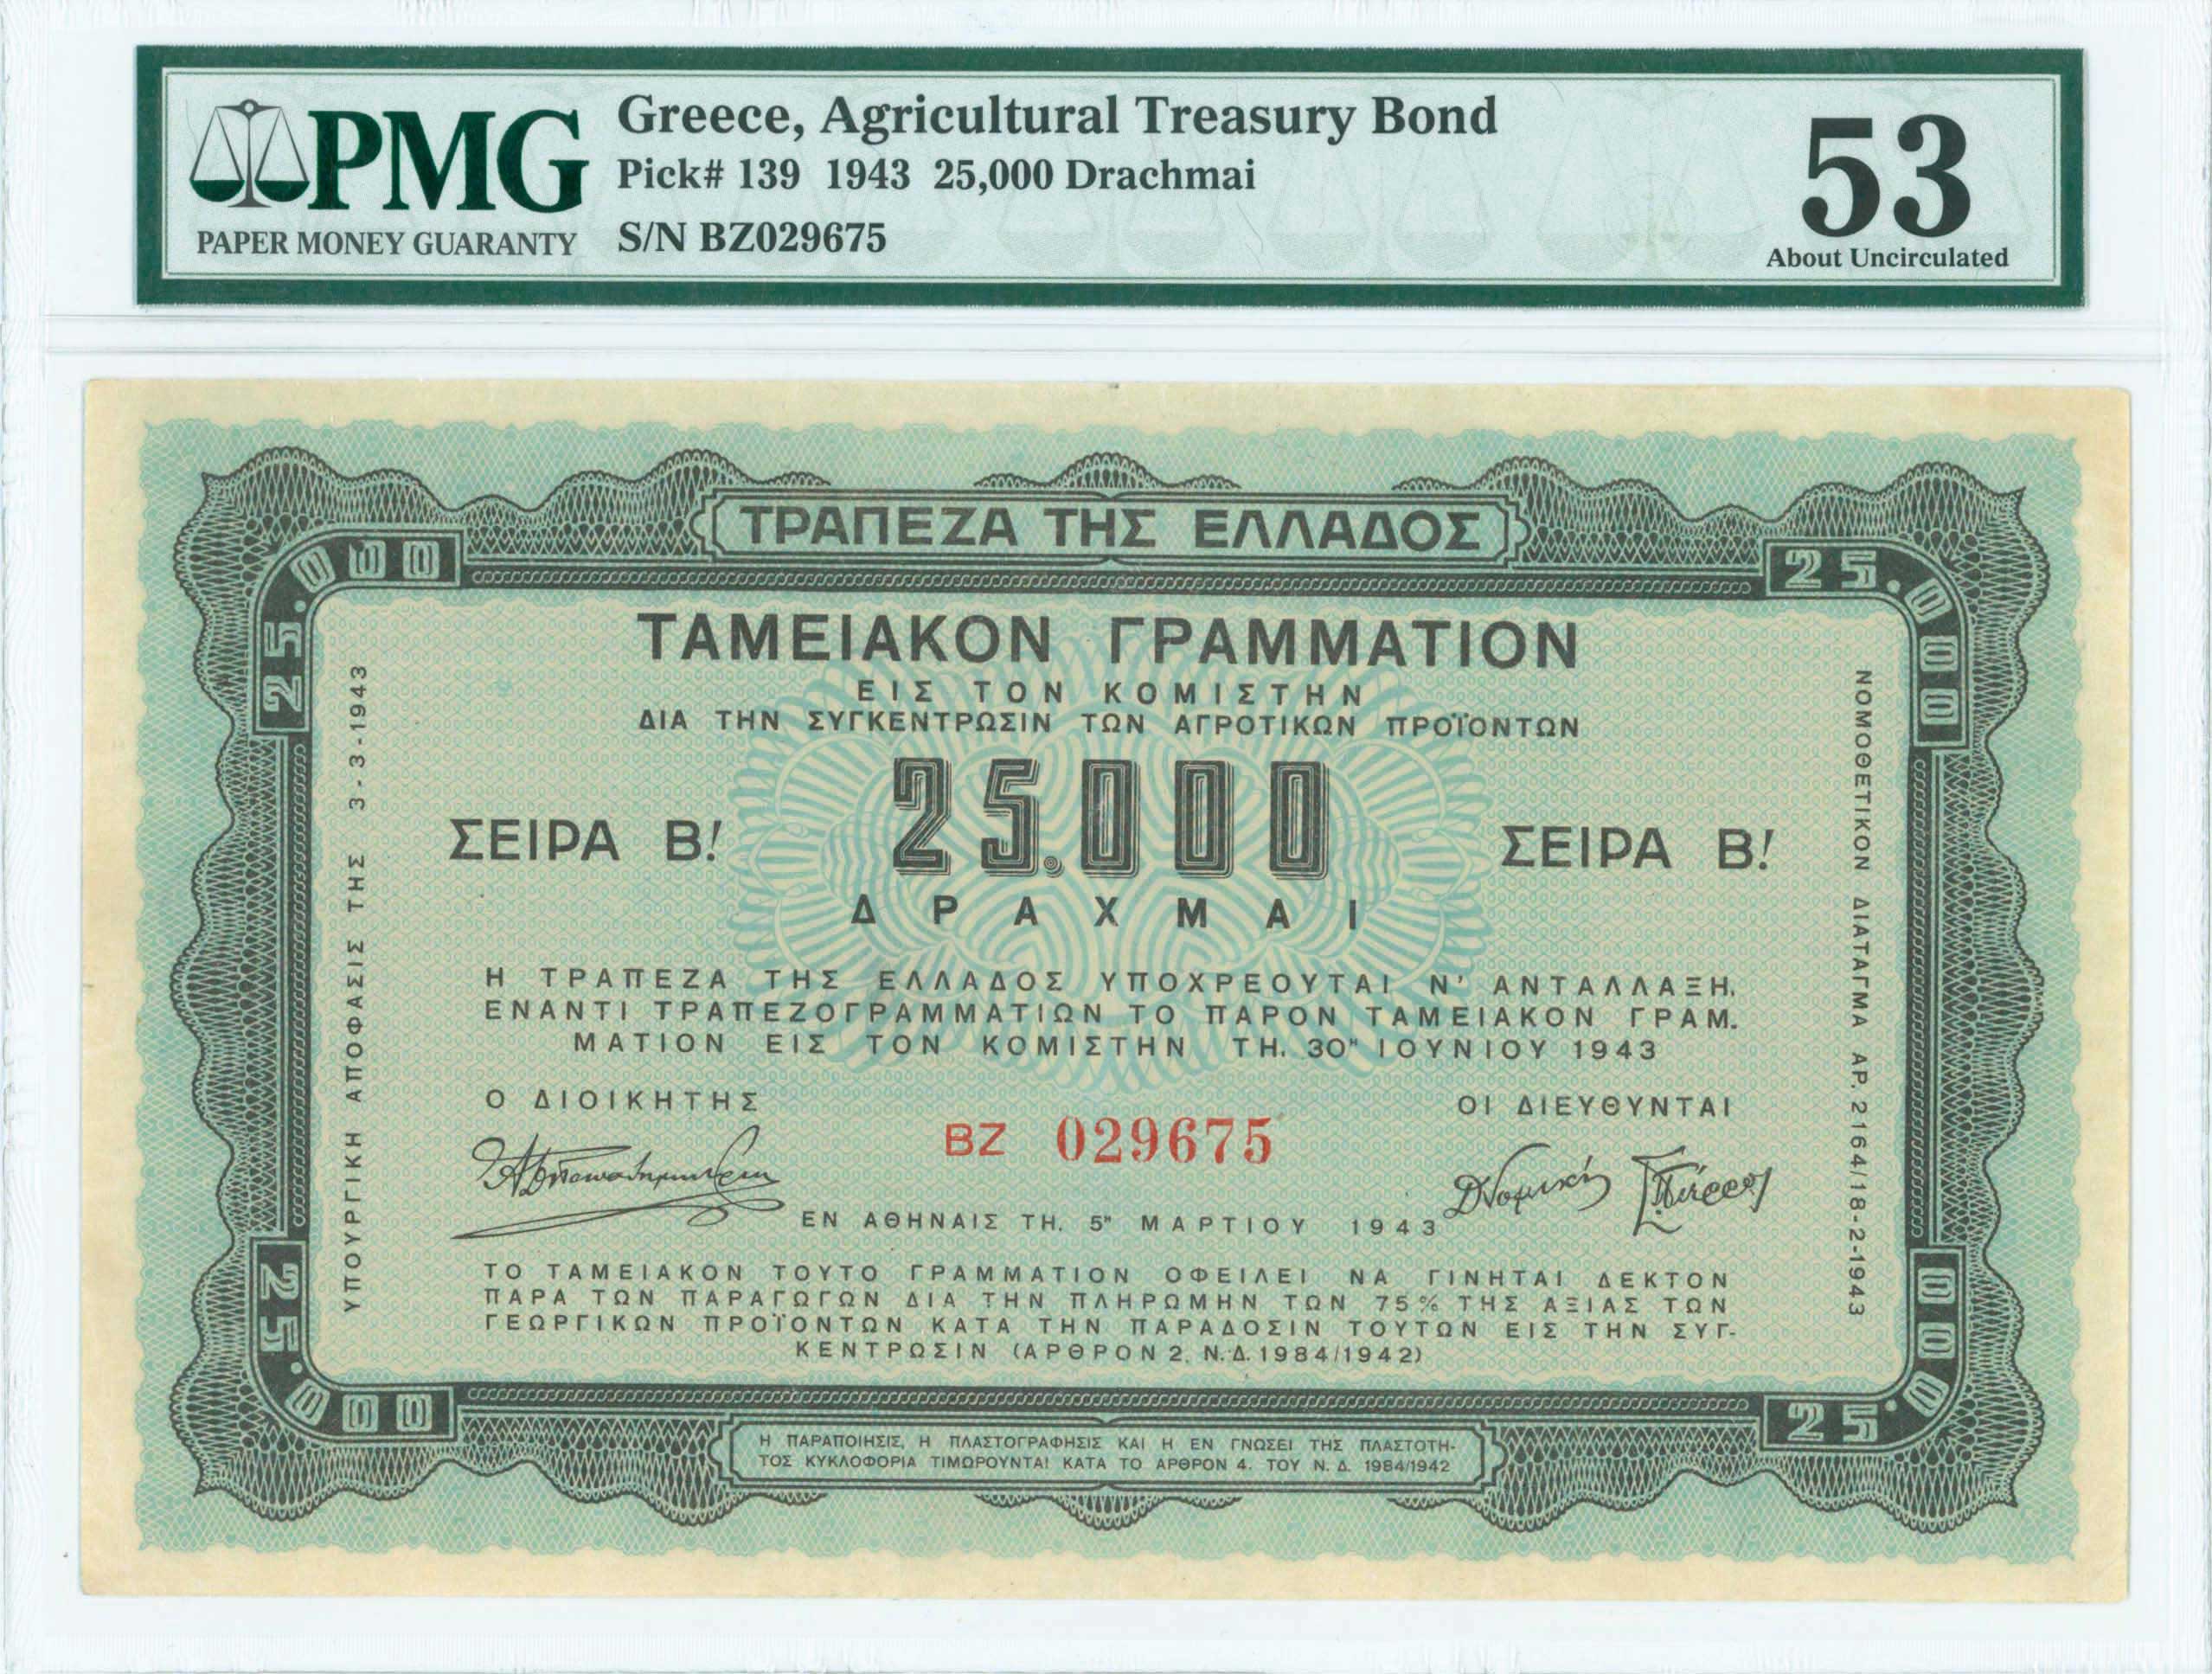 PMG
PAPER MONEY GUARANTY
Greece, Agricultural Treasury Bond
Pick# 139 1943 25,000 Drachmai
S/N BZ029675
53
About Uncirculated
ΤΡΑΠΕΖΑ ΤΗΣ ΕΛΛΑΔΟΣ
25.000
25.000
ΤΑΜΕΙΑΚΟΝ ΓΡΑΜΜΑΤΙΟΝ
ΕΙΣ ΤΟΝ ΚΟΜΙΣΤΗΝ
ΔΙΑ ΤΗΝ ΣΥΓΚΕΝΤΡΩΣΙΝ ΤΩΝ ΑΓΡΟΤΙΚΩΝ ΠΡΟΪΟΝΤΩΝ
ΣΕΙΡΑ Β! 25.000 ΣΕΙΡΑ Β!
ΔΡΑΧΜΑΙ
Η ΤΡΑΠΕΖΑ ΤΗΣ ΕΛΛΑΔΟΣ ΥΠΟΧΡΕΟΥΤΑΙ Ν' ΑΝΤΑΛΛΑΞΗ.
ΕΝΑΝΤΙ ΤΡΑΠΕΖΟΓΡΑΜΜΑΤΙΩΝ ΤΟ ΠΑΡΟΝ ΤΑΜΕΙΑΚΟΝ ΓΡΑΜ.
ΜΑΤΙΟΝ ΕΙΣ ΤΟΝ ΚΟΜΙΣΤΗΝ ΤΗ. 30" ΙΟΥΝΙΟΥ 1943
Ο ΔΙΟΙΚΗΤΗΣ
ΟΙ ΔΙΕΥΘΥΝΤΑΙ
BZ 029675
ΕΝ ΑΘΗΝΑΙΣ ΤΗ. 5" ΜΑΡΤΙΟΥ 1943
ΤΟ ΤΑΜΕΙΑΚΟΝ ΤΟΥΤΟ ΓΡΑΜΜΑΤΙΟΝ ΟΦΕΙΛΕΙ ΝΑ ΓΙΝΗΤΑΙ ΔΕΚΤΟΝ
ΠΑΡΑ ΤΩΝ ΠΑΡΑΓΩΓΩΝ ΔΙΑ ΤΗΝ ΠΛΗΡΩΜΗΝ ΤΩΝ 75% ΤΗΣ ΑΞΙΑΣ ΤΩΝ
ΓΕΩΡΓΙΚΩΝ ΠΡΟΪΟΝΤΩΝ ΚΑΤΑ ΤΗΝ ΠΑΡΑΔΟΣΙΝ ΤΟΥΤΩΝ ΕΙΣ ΤΗΝ ΣΥΓ-
ΚΕΝΤΡΩΣΙΝ (ΑΡΘΡΟΝ 2. Ν.Δ. 1984/1942)
ΥΠΟΥΡΓΙΚΗ ΑΠΟΦΑΣΙΣ ΤΗΣ 3-3-1943
ΝΟΜΟΘΕΤΙΚΟΝ ΔΙΑΤΑΓΜΑ ΑΡ. 2164/18-2-1943
25.000
25.000
Η ΠΑΡΑΠΟΙΗΣΙΣ, Η ΠΛΑΣΤΟΓΡΑΦΗΣΙΣ ΚΑΙ Η ΕΝ ΓΝΩΣΕΙ ΤΗΣ ΠΛΑΣΤΟΤΗ-
ΤΟΣ ΚΥΚΛΟΦΟΡΙΑ ΤΙΜΩΡΟΥΝΤΑΙ ΚΑΤΑ ΤΟ ΑΡΘΡΟΝ 4. ΤΟΥ Ν. Δ. 1984/1942